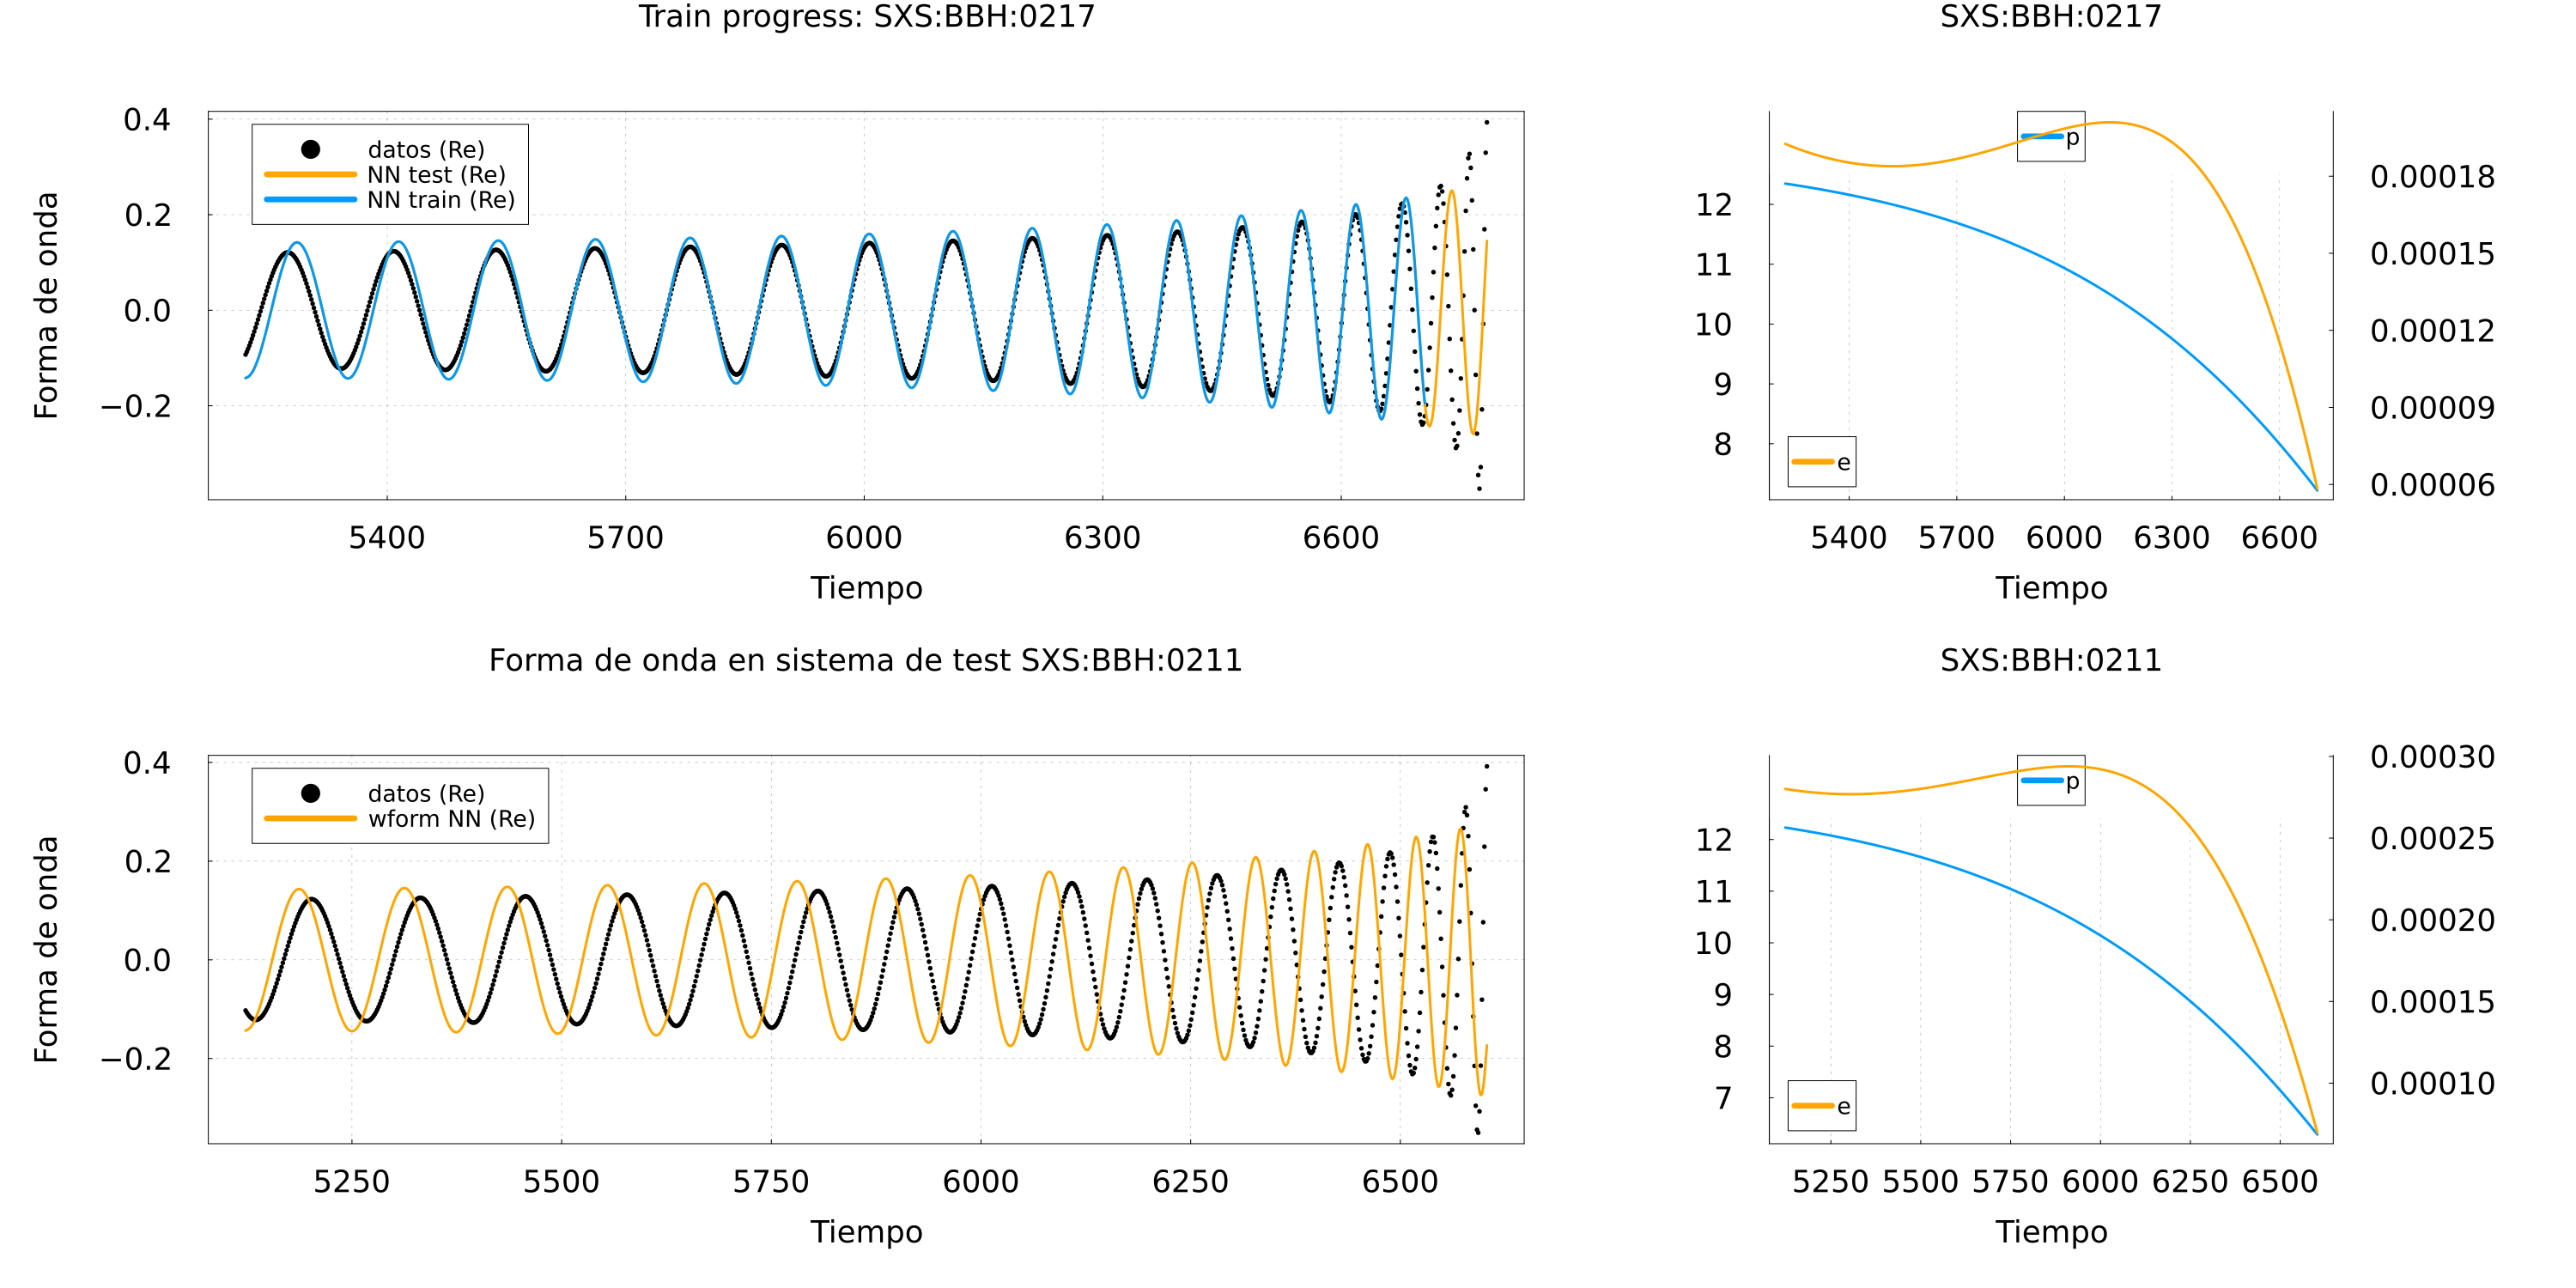 Train progress: SXS:BBH:0217
Forma de onda
0.4
0.2
0.0
−0.2
datos (Re)
NN test (Re)
NN train (Re)
5400 5700 6000 6300 6600
Tiempo
SXS:BBH:0217
12
11
10
9
8
p
e
0.00018
0.00015
0.00012
0.00009
0.00006
5400 5700 6000 6300 6600
Tiempo
Forma de onda en sistema de test SXS:BBH:0211
Forma de onda
0.4
0.2
0.0
−0.2
datos (Re)
wform NN (Re)
5250 5500 5750 6000 6250 6500
Tiempo
SXS:BBH:0211
12
11
10
9
8
7
p
e
0.00030
0.00025
0.00020
0.00015
0.00010
5250 5500 5750 6000 6250 6500
Tiempo